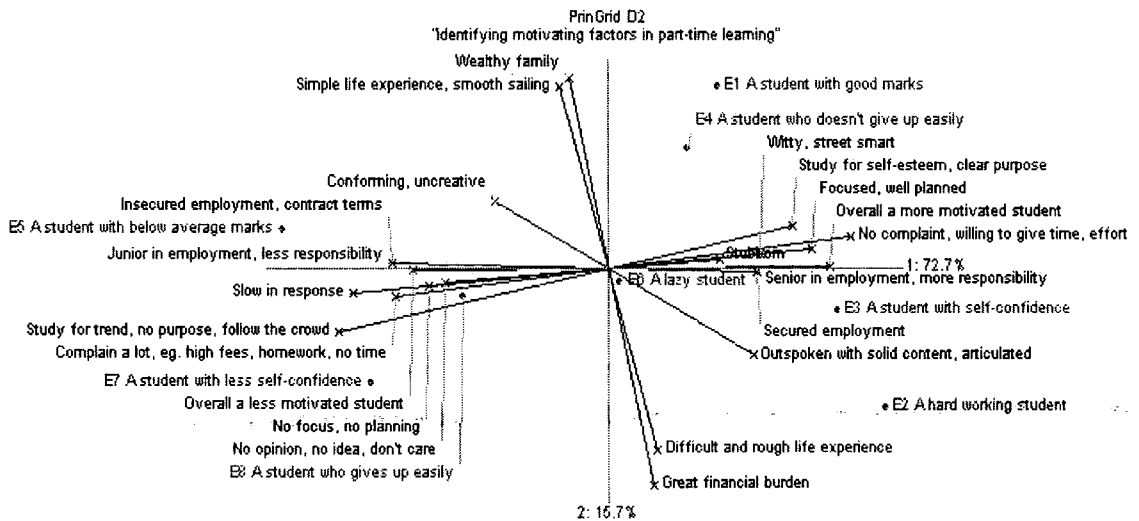 PrinGrid D2
"Identifying motivating factors in part-time learning"
Wealthy family
Simple life experience, smooth sailing
E1 A student with good marks
E4 A student who doesn't give up easily
Witty, street smart
Study for self-esteem, clear purpose
Conforming, uncreative
Focused, well planned
Insecured employment, contract terms
Overall a more motivated student
E5 A student with below average marks
No complaint, willing to give time, effort
Junior in employment, less responsibility
Stubborn
1: 72.7%
E6 A lazy student
Senior in employment, more responsibility
Slow in response
E3 A student with self-confidence
Study for trend, no purpose, follow the crowd
Secured employment
Complain a lot, eg. high fees, homework, no time
Outspoken with solid content, articulated
E7 A student with less self-confidence
Overall a less motivated student
E2 A hard working student
No focus, no planning
No opinion, no idea, don't care
Difficult and rough life experience
E8 A student who gives up easily
Great financial burden
2: 15.7%